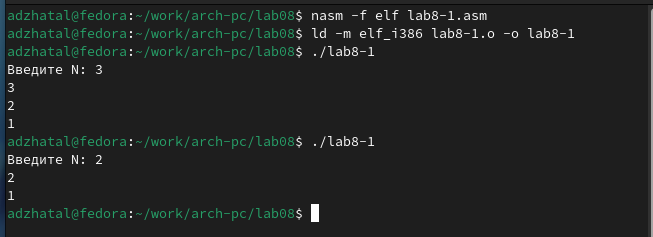 adzhatal@fedora:~/work/arch-pc/lab08$ nasm -f elf lab8-1.asm
adzhatal@fedora:~/work/arch-pc/lab08$ ld -m elf_i386 lab8-1.o -o lab8-1
adzhatal@fedora:~/work/arch-pc/lab08$ ./lab8-1
Введите N: 3
3
2
1
adzhatal@fedora:~/work/arch-pc/lab08$ ./lab8-1
Введите N: 2
2
1
adzhatal@fedora:~/work/arch-pc/lab08$